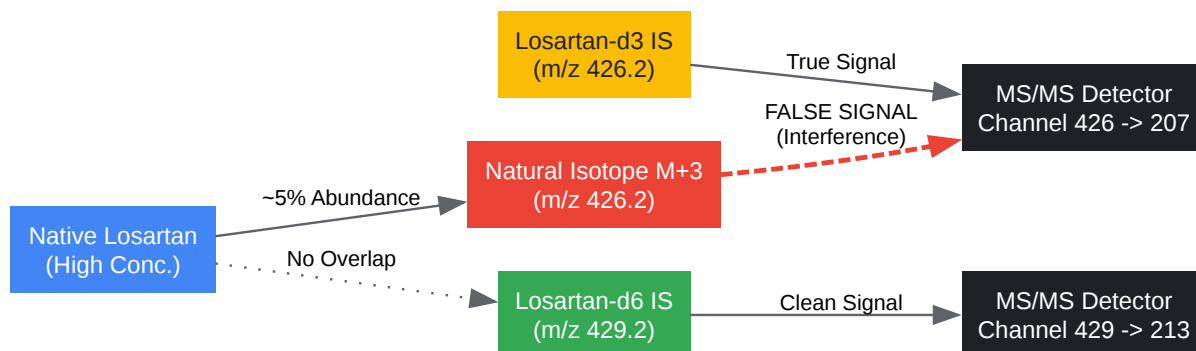 Losartan-d3 IS
(m/z 426.2)
True Signal
MS/MS Detector
Channel 426 -> 207
FALSE SIGNAL
(Interference)
Natural Isotope M+3
(m/z 426.2)
~5% Abundance
Native Losartan
(High Conc.)
No Overlap
Losartan-d6 IS
(m/z 429.2)
Clean Signal
MS/MS Detector
Channel 429 -> 213